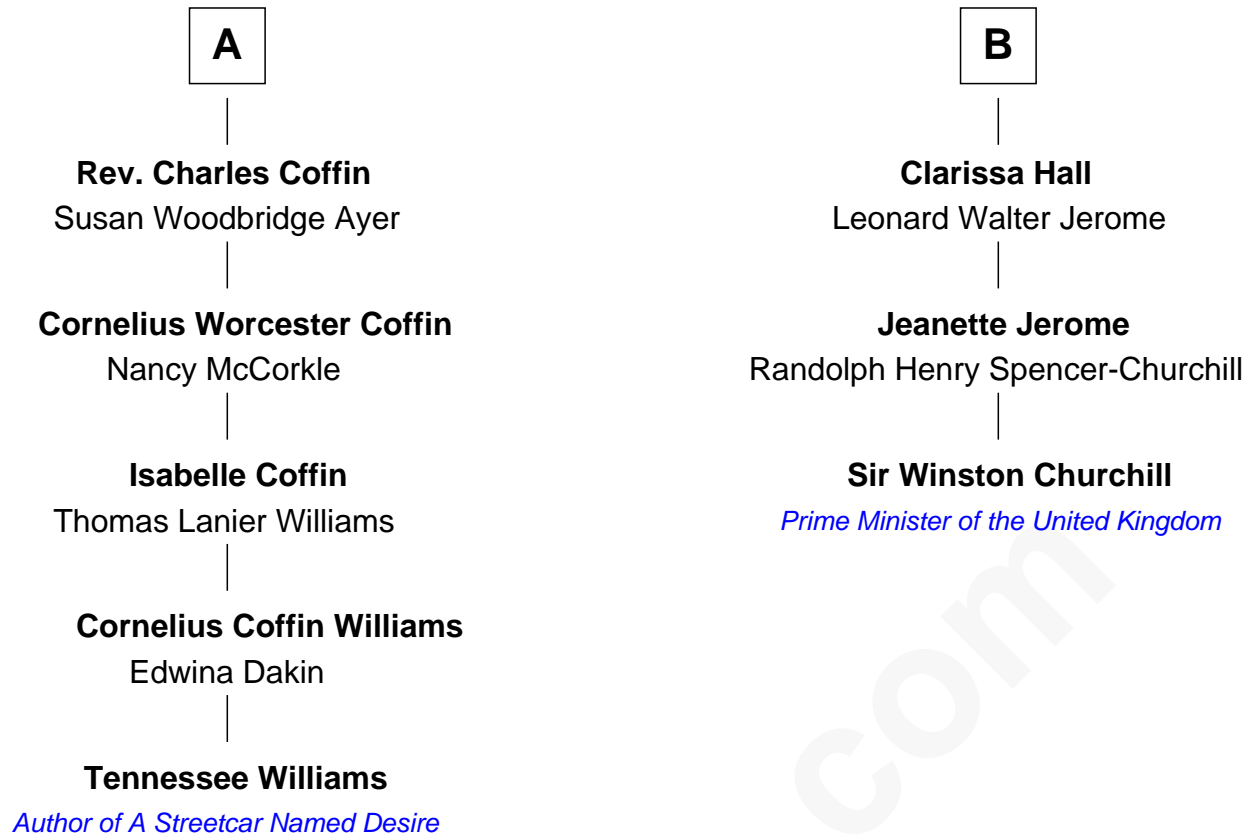 A
Rev. Charles Coffin
Susan Woodbridge Ayer
Cornelius Worcester Coffin
Nancy McCorkle
Isabelle Coffin
Thomas Lanier Williams
Cornelius Coffin Williams
Edwina Dakin
Tennessee Williams
Author of A Streetcar Named Desire
B
Clarissa Hall
Leonard Walter Jerome
Jeanette Jerome
Randolph Henry Spencer-Churchill
Sir Winston Churchill
Prime Minister of the United Kingdom
com